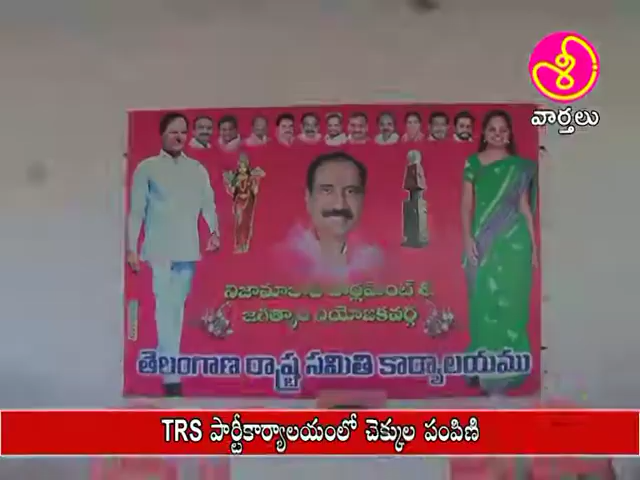 శ్రీ
వార్తలు
నిజామాబాద్ పార్లమెంట్
జగిత్యాల నియోజకవర్గ
తెలంగాణ రాష్ట్ర సమితి కార్యాలయము
TRS పార్టీకార్యాలయంలో చెక్కుల పంపిణి